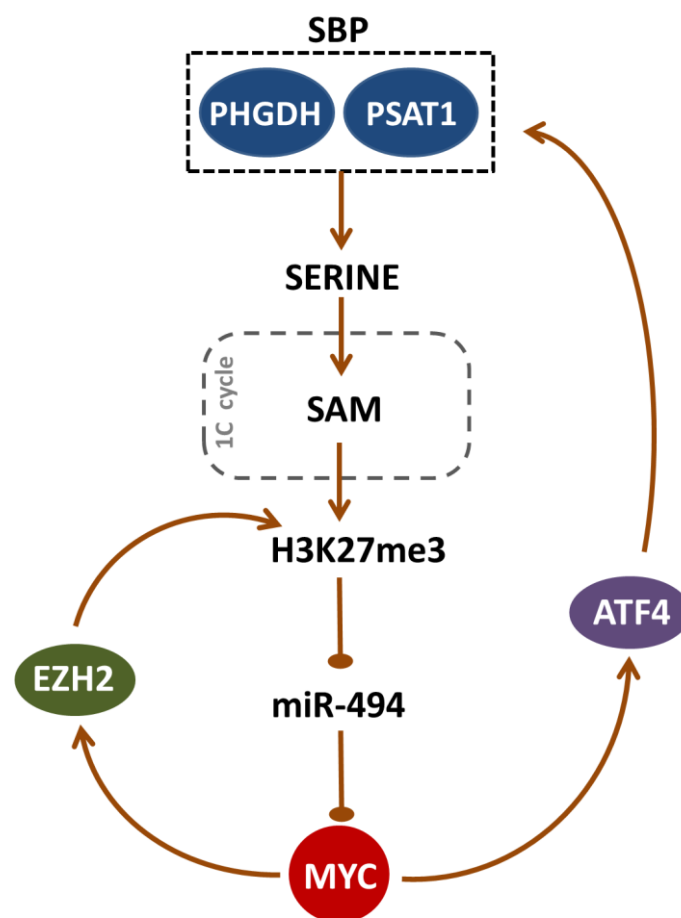 SBP
PHGDH PSAT1
SERINE
1C cycle
SAM
H3K27me3
ATF4
EZH2
miR-494
MYC